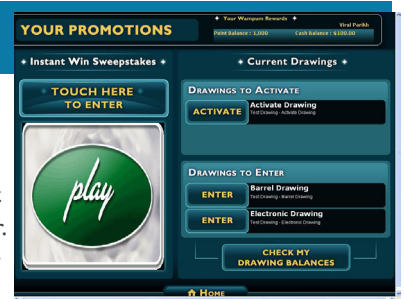 YOUR PROMOTIONS
Your Wampum Rewards
Viral Parikh
Point Balance : 1,000
Cash Balance : $100.00
Instant Win Sweepstakes
TOUCH HERE
TO ENTER
play
Current Drawings
DRAWINGS TO ACTIVATE
ACTIVATE
Activate Drawing
Test Drawing - Activate Drawing
DRAWINGS TO ENTER
ENTER
Barrel Drawing
Test Drawing - Barrel Drawing
ENTER
Electronic Drawing
Test Drawing - Electronic Drawing
CHECK MY
DRAWING BALANCES
HOME